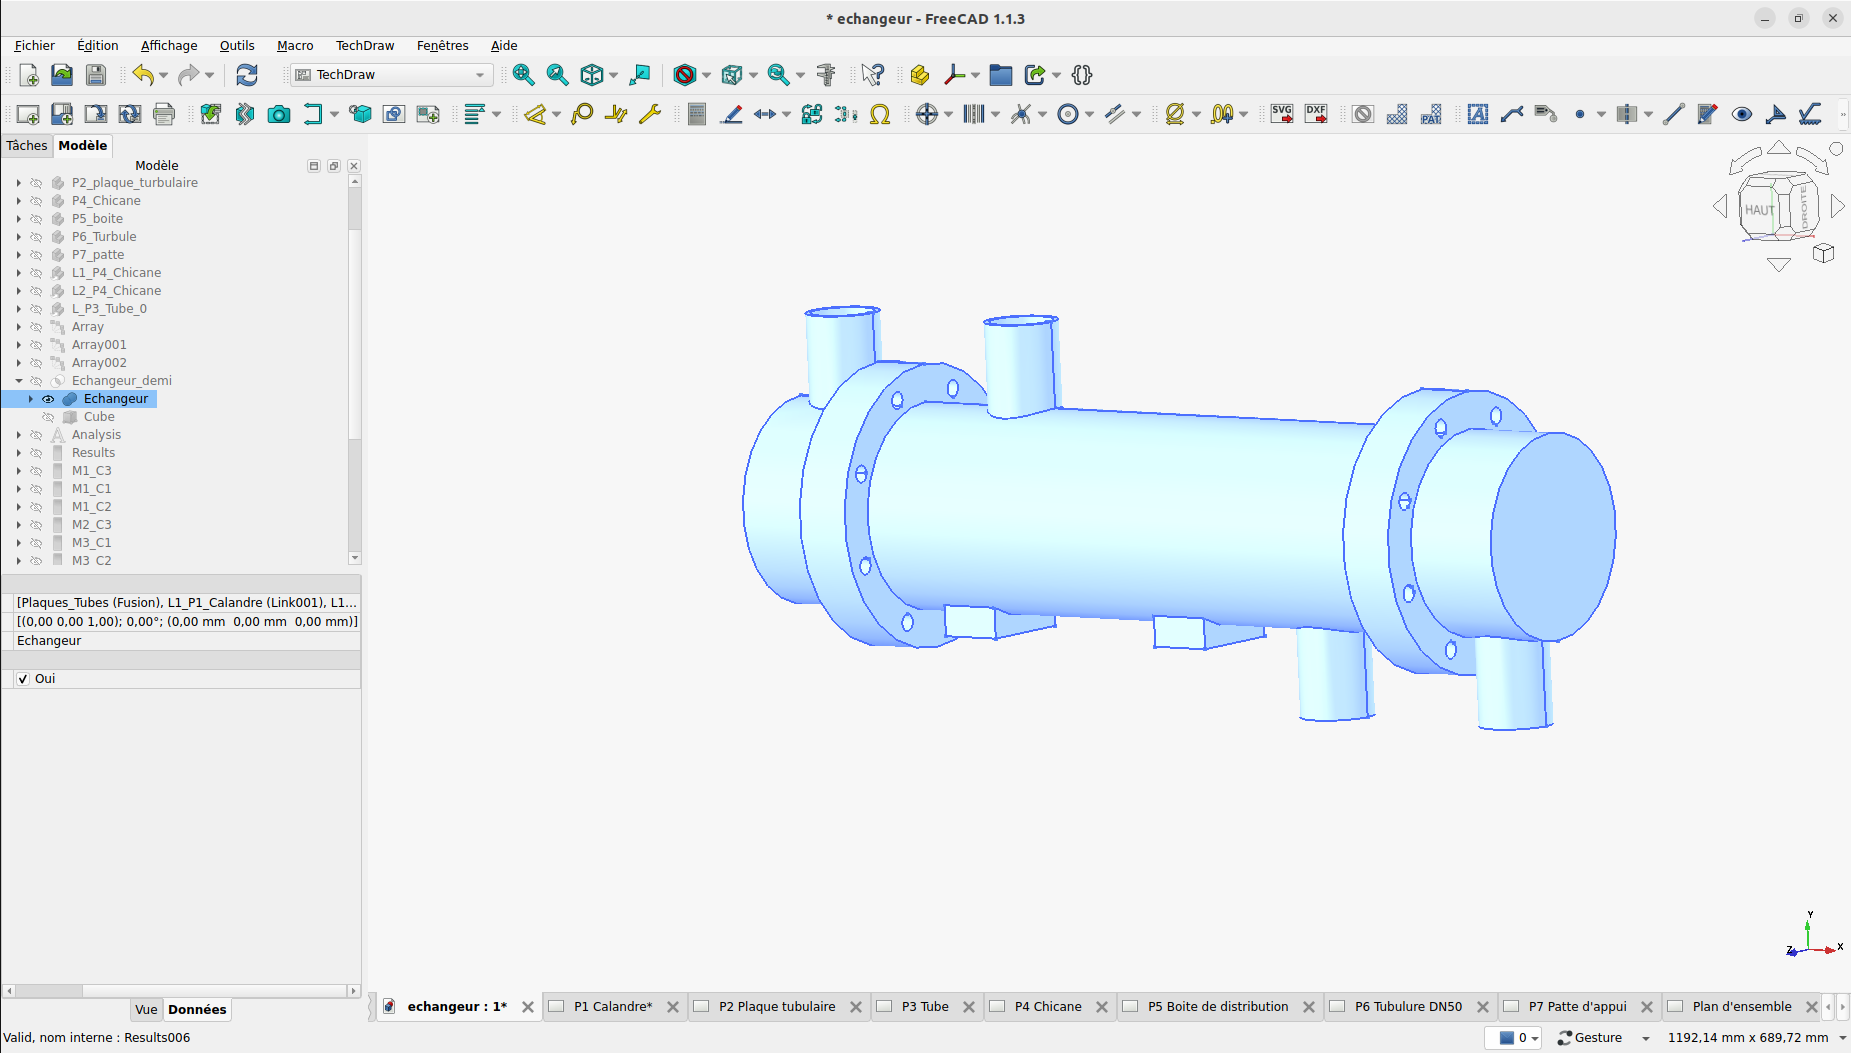 * echangeur - FreeCAD 1.1.3
Fichier Édition Affichage Outils Macro TechDraw Fenêtres Aide
TechDraw
SVG DXF PAT
Tâches Modèle
Modèle
P2_plaque_turbulaire
P4_Chicane
P5_boite
P6_Turbule
P7_patte
L1_P4_Chicane
L2_P4_Chicane
L_P3_Tube_0
Array
Array001
Array002
Echangeur_demi
Echangeur
Cube
Analysis
Results
M1_C3
M1_C1
M1_C2
M2_C3
M3_C1
M3_C2
[Plaques_Tubes (Fusion), L1_P1_Calandre (Link001), L1...
[(0,00 0,00 1,00); 0,00°; (0,00 mm 0,00 mm 0,00 mm)]
Echangeur
Oui
HAUT DROITE
Y
Z X
Vue Données
echangeur : 1* P1 Calandre* P2 Plaque tubulaire P3 Tube P4 Chicane P5 Boite de distribution P6 Tubulure DN50 P7 Patte d'appui Plan d'ensemble
Valid, nom interne : Results006
0 Gesture 1192,14 mm x 689,72 mm